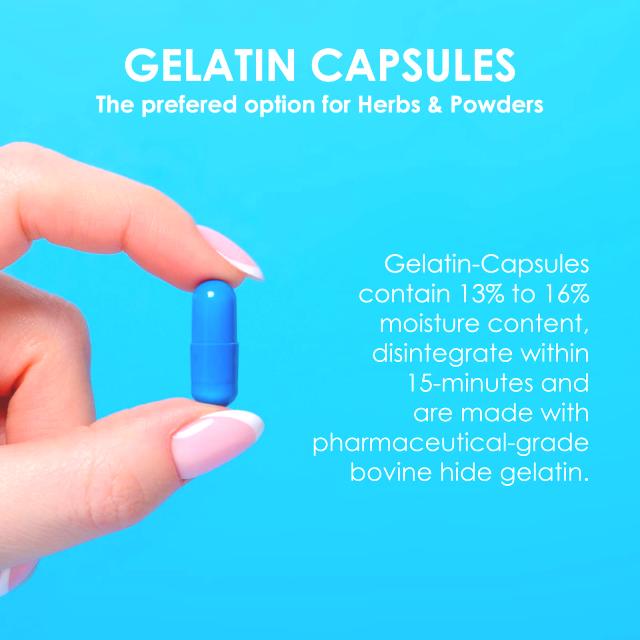 GELATIN CAPSULES
The prefered option for Herbs & Powders
Gelatin-Capsules
contain 13% to 16%
moisture content,
disintegrate within
15-minutes and
are made with
pharmaceutical-grade
bovine hide gelatin.